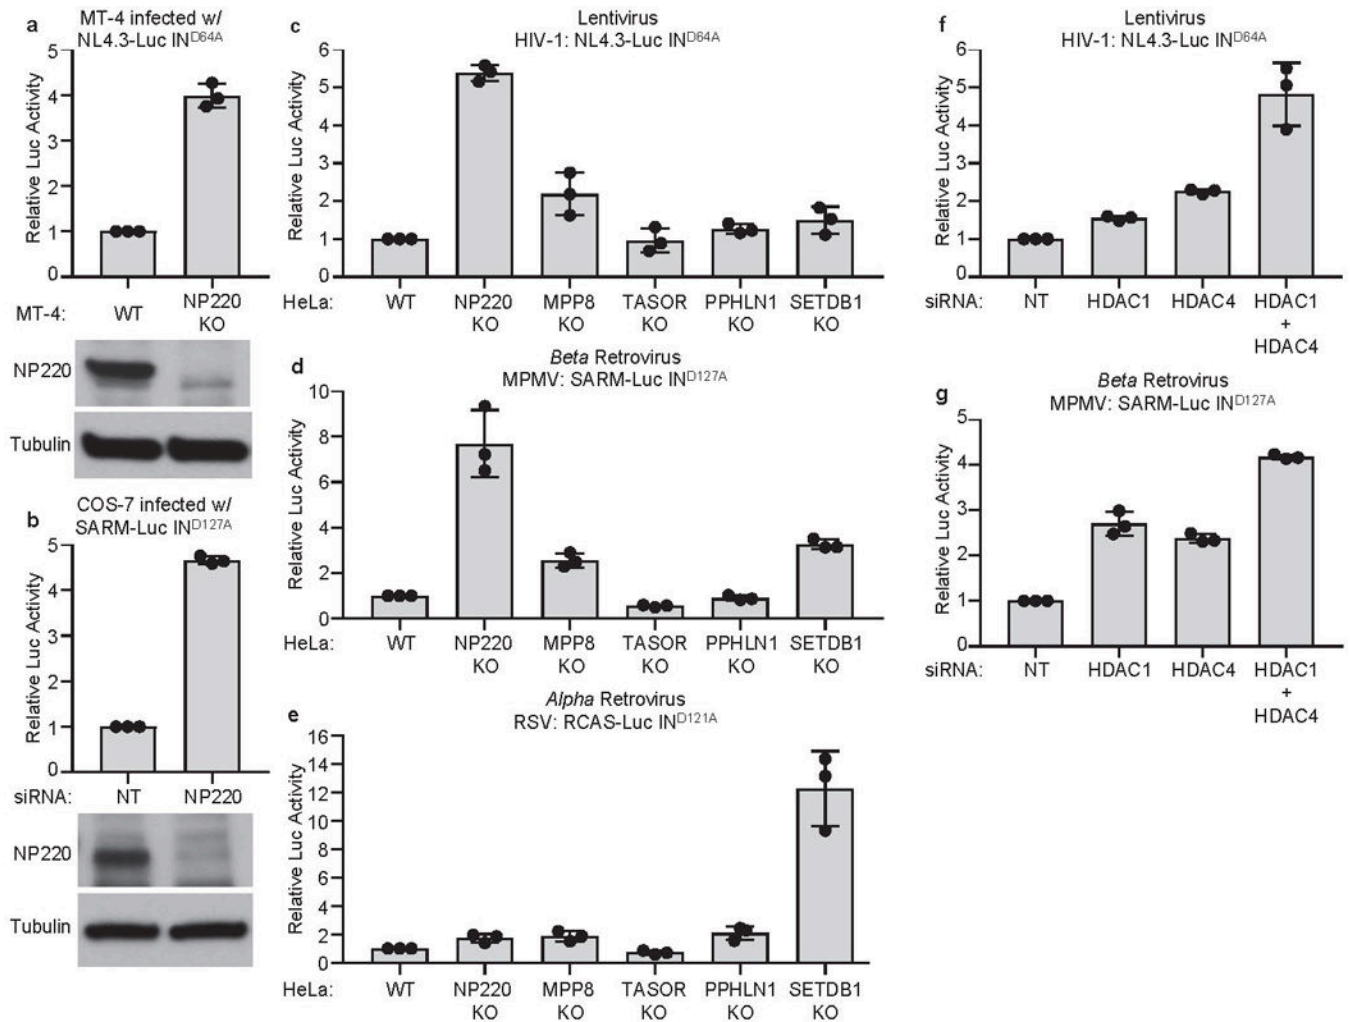 a
MT-4 infected w/
NL4.3-Luc IN^D64A
Relative Luc Activity
5
4
3
2
1
0
MT-4: WT NP220
KO
NP220
Tubulin
b
COS-7 infected w/
SARM-Luc IN^D127A
Relative Luc Activity
5
4
3
2
1
0
siRNA: NT NP220
NP220
Tubulin
c
Lentivirus
HIV-1: NL4.3-Luc IN^D64A
Relative Luc Activity
6
5
4
3
2
1
0
HeLa: WT NP220 MPP8 TASOR PPHLN1 SETDB1
KO KO KO KO KO
d
Beta Retrovirus
MPMV: SARM-Luc IN^D127A
Relative Luc Activity
10
8
6
4
2
0
HeLa: WT NP220 MPP8 TASOR PPHLN1 SETDB1
KO KO KO KO KO
e
Alpha Retrovirus
RSV: RCAS-Luc IN^D121A
Relative Luc Activity
16
14
12
10
8
6
4
2
0
HeLa: WT NP220 MPP8 TASOR PPHLN1 SETDB1
KO KO KO KO KO
f
Lentivirus
HIV-1: NL4.3-Luc IN^D64A
Relative Luc Activity
6
5
4
3
2
1
0
siRNA: NT HDAC1 HDAC4 HDAC1
+
HDAC4
g
Beta Retrovirus
MPMV: SARM-Luc IN^D127A
Relative Luc Activity
5
4
3
2
1
0
siRNA: NT HDAC1 HDAC4 HDAC1
+
HDAC4